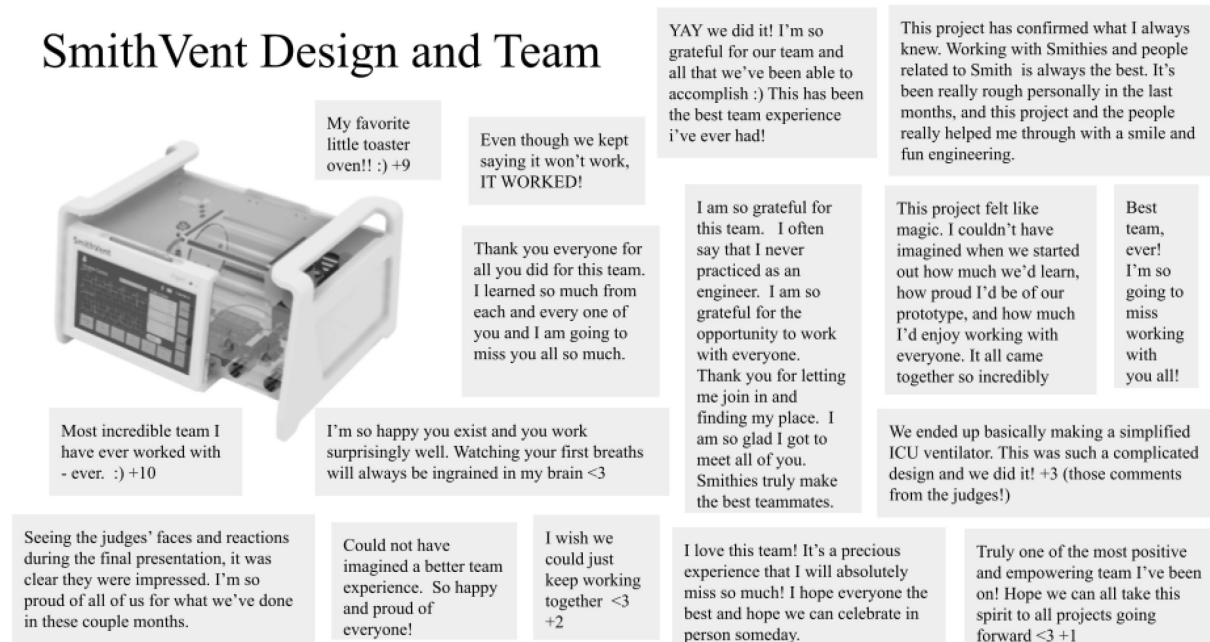 SmithVent Design and Team
My favorite
little toaster
oven!! :) +9
Even though we kept
saying it won't work,
IT WORKED!
YAY we did it! I'm so
grateful for our team and
all that we've been able to
accomplish :) This has been
the best team experience
i've ever had!
This project has confirmed what I always
knew. Working with Smithies and people
related to Smith  is always the best. It's
been really rough personally in the last
months, and this project and the people
really helped me through with a smile and
fun engineering.
SmithVent
Thank you everyone for
all you did for this team.
I learned so much from
each and every one of
you and I am going to
miss you all so much.
I am so grateful for
this team.   I often
say that I never
practiced as an
engineer.  I am so
grateful for the
opportunity to work
with everyone.
Thank you for letting
me join in and
finding my place.  I
am so glad I got to
meet all of you.
Smithies truly make
the best teammates.
This project felt like
magic. I couldn't have
imagined when we started
out how much we'd learn,
how proud I'd be of our
prototype, and how much
I'd enjoy working with
everyone. It all came
together so incredibly
Best
team,
ever!
I'm so
going to
miss
working
with
you all!
Most incredible team I
have ever worked with
- ever.  :) +10
I'm so happy you exist and you work
surprisingly well. Watching your first breaths
will always be ingrained in my brain <3
We ended up basically making a simplified
ICU ventilator. This was such a complicated
design and we did it! +3 (those comments
from the judges!)
Seeing the judges' faces and reactions
during the final presentation, it was
clear they were impressed. I'm so
proud of all of us for what we've done
in these couple months.
Could not have
imagined a better team
experience.  So happy
and proud of
everyone!
I wish we
could just
keep working
together  <3
+2
I love this team! It's a precious
experience that I will absolutely
miss so much! I hope everyone the
best and hope we can celebrate in
person someday.
Truly one of the most positive
and empowering team I've been
on! Hope we can all take this
spirit to all projects going
forward <3 +1